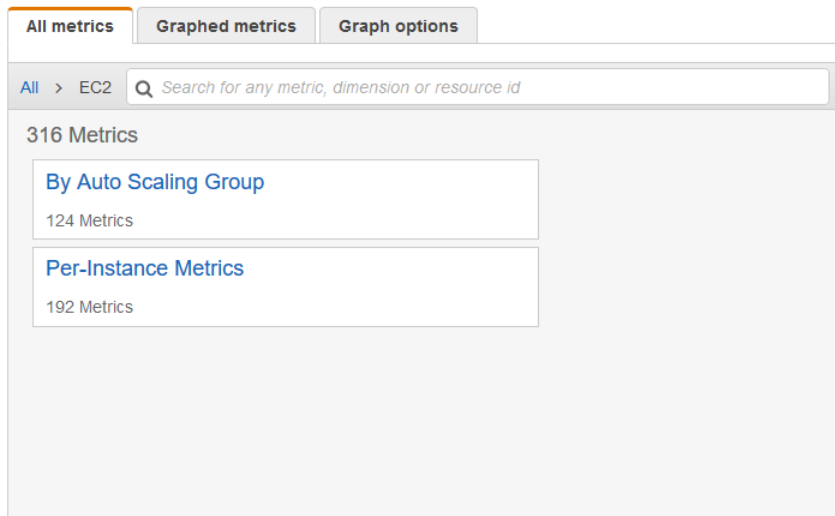 All metrics Graphed metrics Graph options
All > EC2 Search for any metric, dimension or resource id
316 Metrics
By Auto Scaling Group
124 Metrics
Per-Instance Metrics
192 Metrics